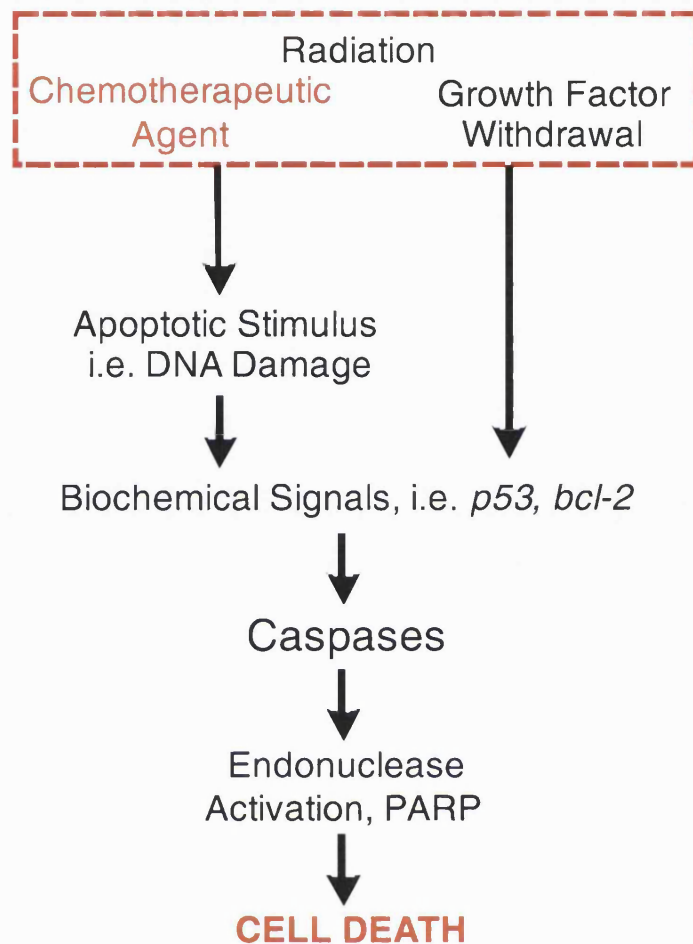 Radiation
Chemotherapeutic
Agent
Growth Factor
Withdrawal
Apoptotic Stimulus
i.e. DNA Damage
Biochemical Signals, i.e. p53, bcl-2
Caspases
Endonuclease
Activation, PARP
CELL DEATH